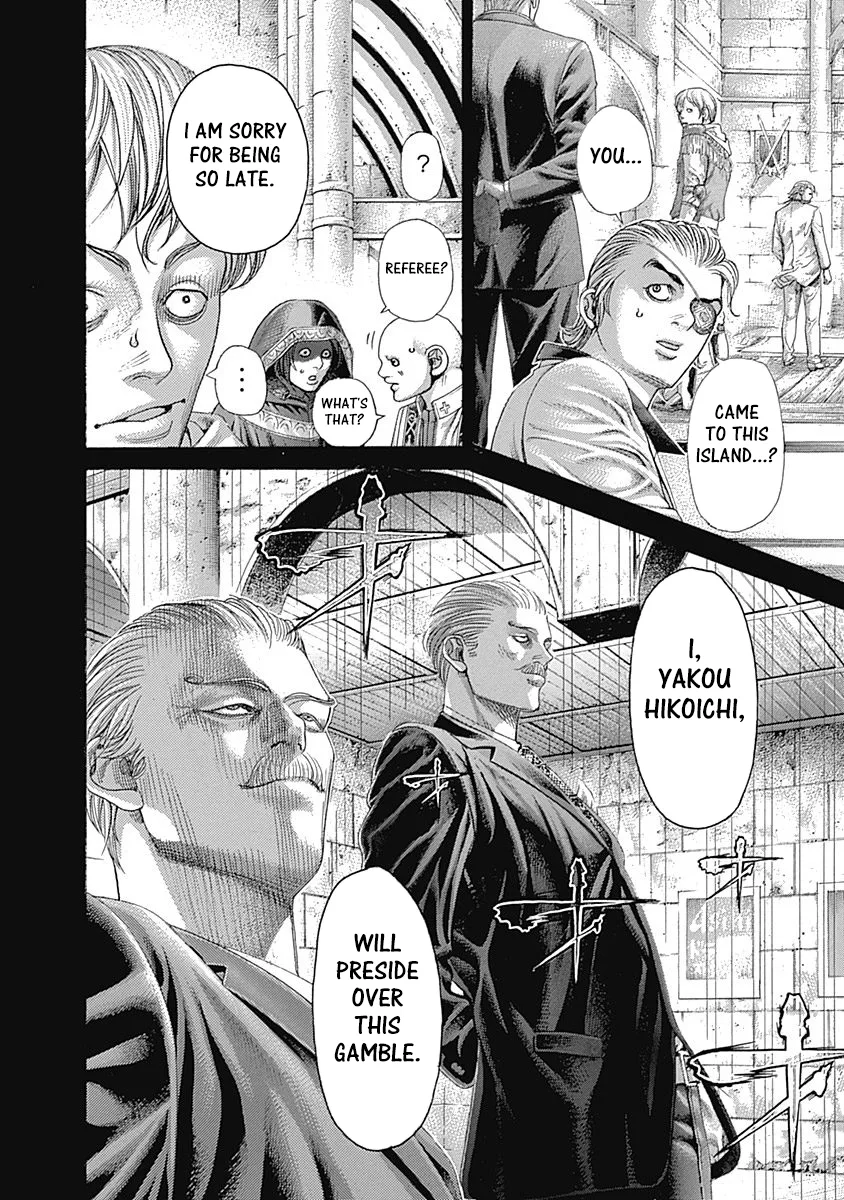 YOU...
CAME
TO THIS
ISLAND...?
?
REFEREE?
WHAT'S
THAT?
...
I AM SORRY
FOR BEING
SO LATE.
I,
YAKOU
HIKOICHI,
WILL
PRESIDE
OVER
THIS
GAMBLE.